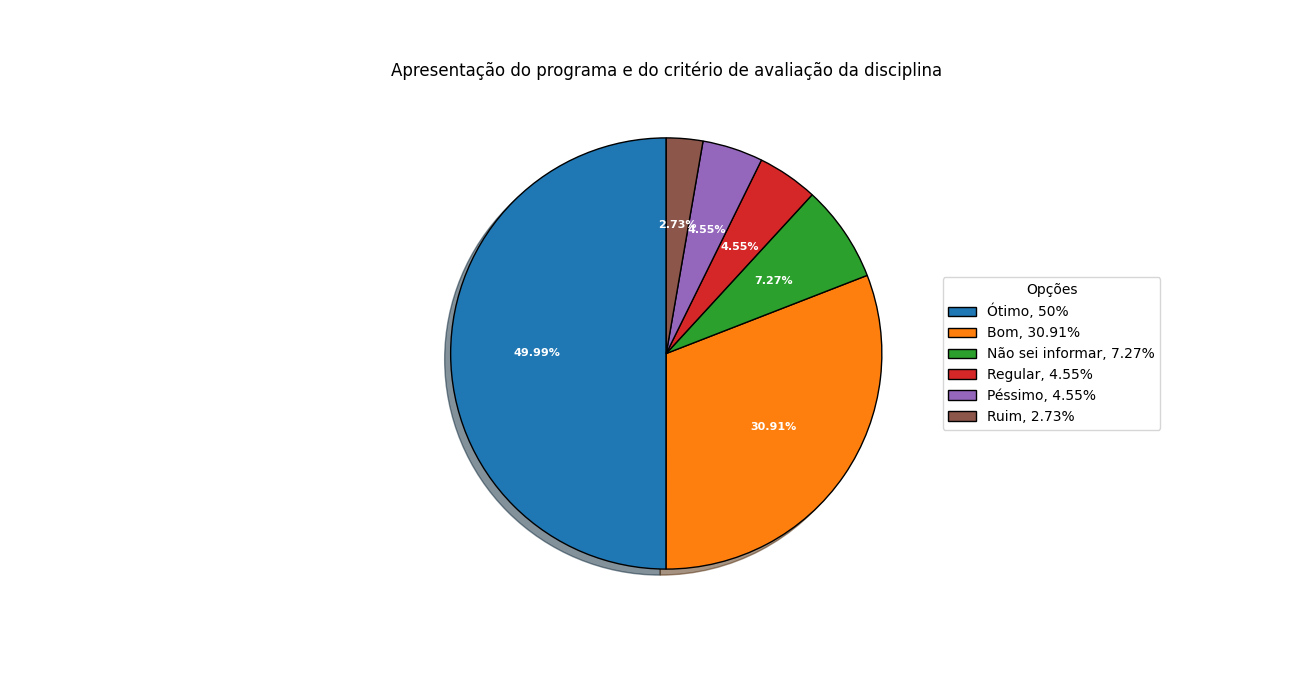 Apresentação do programa e do critério de avaliação da disciplina
2.73%
4.55%
4.55%
7.27%
49.99%
30.91%
Opções
Ótimo, 50%
Bom, 30.91%
Não sei informar, 7.27%
Regular, 4.55%
Péssimo, 4.55%
Ruim, 2.73%